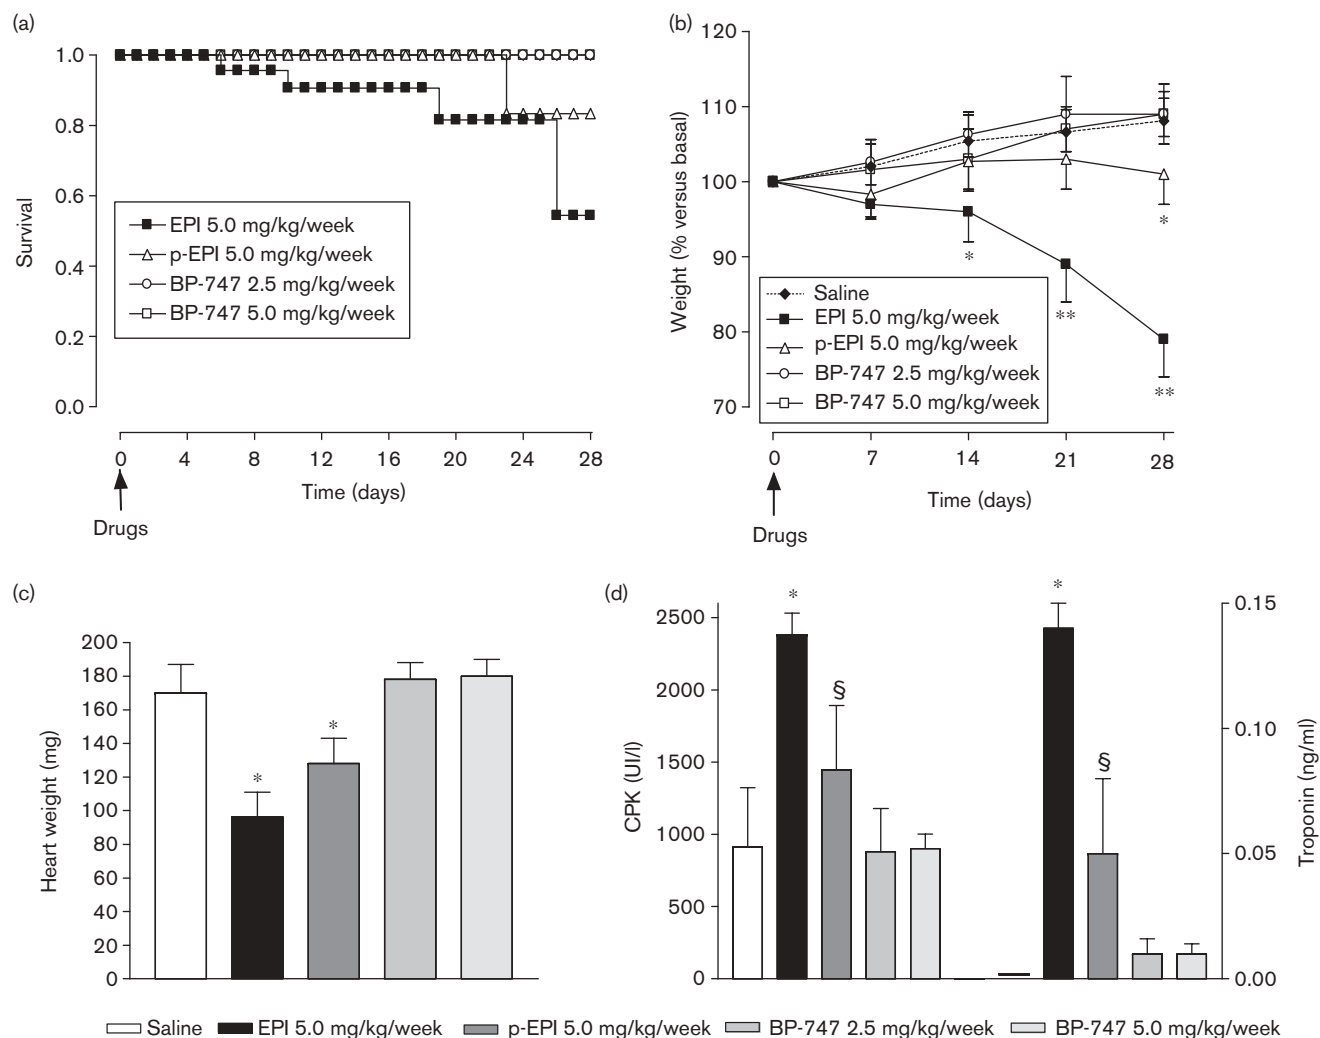 (a)
1.0
0.8
0.6
0.4
0.2
0.0
Survival
EPI 5.0 mg/kg/week
p-EPI 5.0 mg/kg/week
BP-747 2.5 mg/kg/week
BP-747 5.0 mg/kg/week
0 4 8 12 16 20 24 28
Time (days)
Drugs
(b)
120
110
100
90
80
70
Weight (% versus basal)
* ** ** *
Saline
EPI 5.0 mg/kg/week
p-EPI 5.0 mg/kg/week
BP-747 2.5 mg/kg/week
BP-747 5.0 mg/kg/week
0 7 14 21 28
Time (days)
Drugs
(c)
200
180
160
140
120
100
80
60
40
20
0
Heart weight (mg)
* *
(d)
2500
2000
1500
1000
500
0
CPK (UI/l)
* § * §
0.15
0.10
0.05
0.00
Troponin (ng/ml)
Saline EPI 5.0 mg/kg/week p-EPI 5.0 mg/kg/week BP-747 2.5 mg/kg/week BP-747 5.0 mg/kg/week